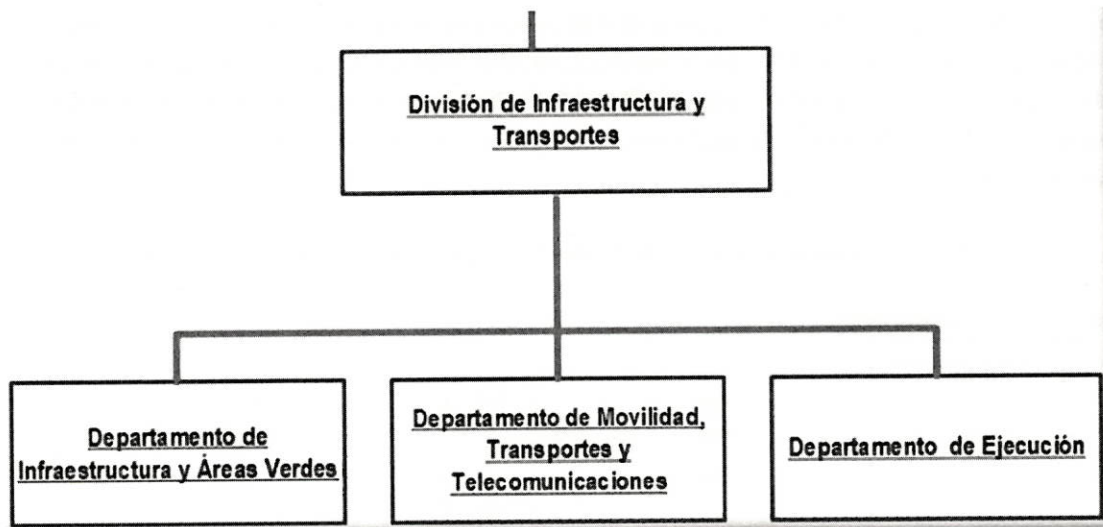 División de Infraestructura y
Transportes
Departamento de
Infraestructura y Áreas Verdes
Departamento de Movilidad,
Transportes y
Telecomunicaciones
Departamento de Ejecución